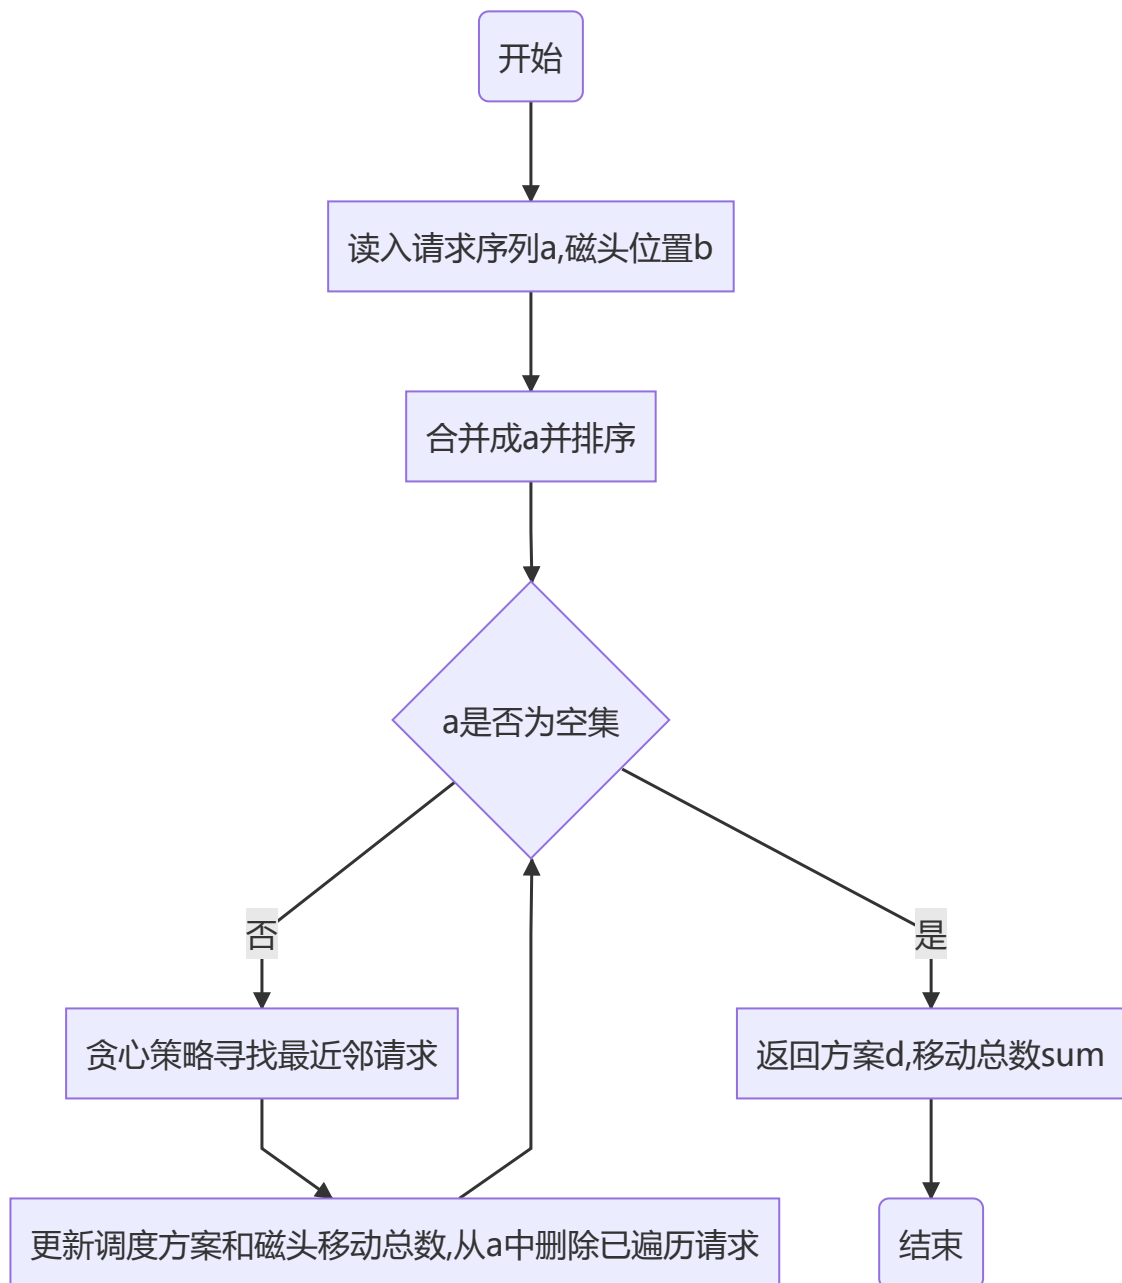 开始
读入请求序列a,磁头位置b
合并成a并排序
a是否为空集
否
是
贪心策略寻找最近邻请求
返回方案d,移动总数sum
更新调度方案和磁头移动总数,从a中删除已遍历请求
结束